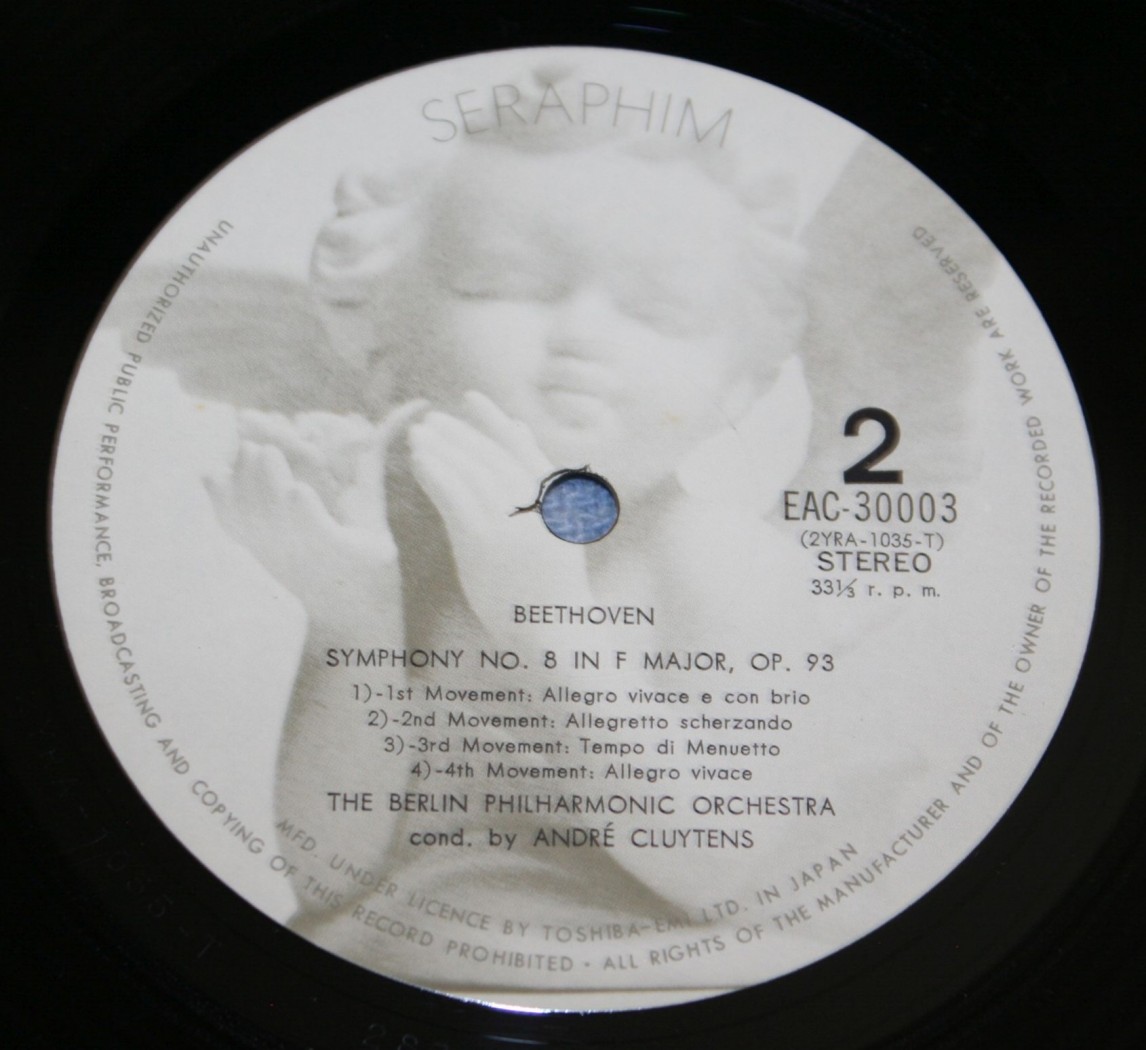 SERAPHIM
2
EAC-30003
(2YRA-1035-T)
STEREO
33⅓ r. p. m.
BEETHOVEN
SYMPHONY NO. 8 IN F MAJOR, OP. 93
1)-1st Movement: Allegro vivace e con brio
2)-2nd Movement: Allegretto scherzando
3)-3rd Movement: Tempo di Menuetto
4)-4th Movement: Allegro vivace
THE BERLIN PHILHARMONIC ORCHESTRA
cond. by ANDRÉ CLUYTENS
MFD. UNDER LICENCE BY TOSHIBA-EMI LTD. IN JAPAN
UNAUTHORIZED PUBLIC PERFORMANCE, BROADCASTING AND COPYING OF THIS RECORD PROHIBITED · ALL RIGHTS OF THE MANUFACTURER AND OF THE OWNER OF THE RECORDED WORK ARE RESERVED